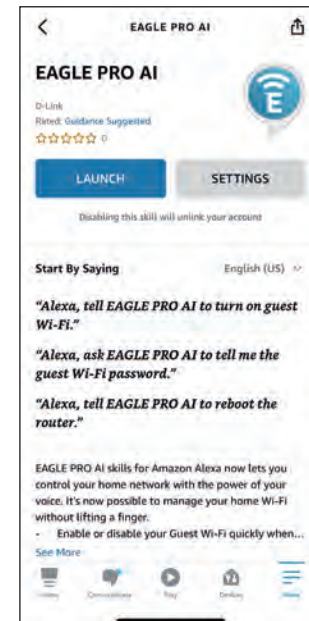 EAGLE PRO AI
EAGLE PRO AI
D-Link
Rated: Guidance Suggested
0
E
LAUNCH
SETTINGS
Disabling this skill will unlink your account
Start By Saying
English (US)
“Alexa, tell EAGLE PRO AI to turn on guest
Wi-Fi.”
“Alexa, ask EAGLE PRO AI to tell me the
guest Wi-Fi password.”
“Alexa, tell EAGLE PRO AI to reboot the
router.”
EAGLE PRO AI skills for Amazon Alexa now lets you
control your home network with the power of your
voice. It's now possible to manage your home Wi-Fi
without lifting a finger.
- Enable or disable your Guest Wi-Fi quickly when...
See More
Play
Devices